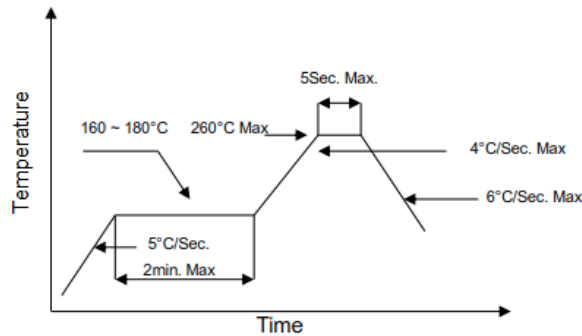 5Sec. Max.
160 ~ 180°C
260°C Max
4°C/Sec. Max
6°C/Sec. Max
5°C/Sec.
2min. Max
Temperature
Time